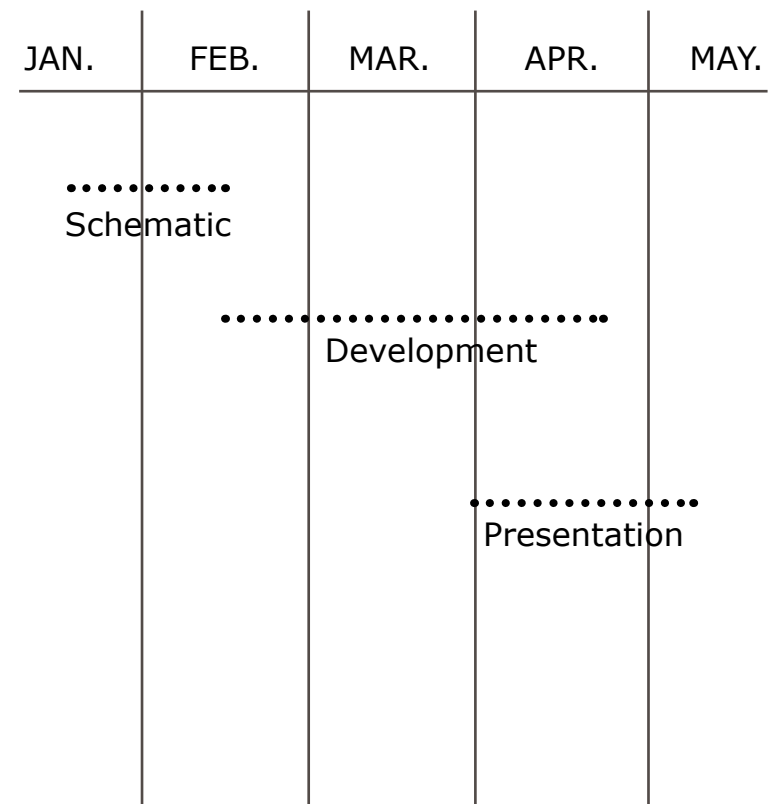 JAN. FEB. MAR. APR. MAY.
Schematic
Development
Presentation